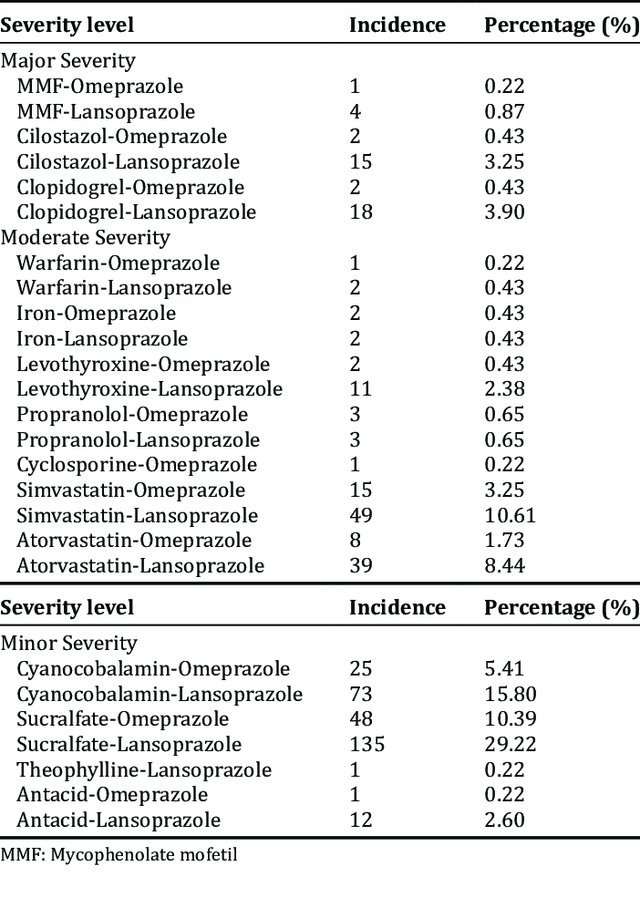 Severity level Incidence Percentage (%)
Major Severity
MMF-Omeprazole 1 0.22
MMF-Lansoprazole 4 0.87
Cilostazol-Omeprazole 2 0.43
Cilostazol-Lansoprazole 15 3.25
Clopidogrel-Omeprazole 2 0.43
Clopidogrel-Lansoprazole 18 3.90
Moderate Severity
Warfarin-Omeprazole 1 0.22
Warfarin-Lansoprazole 2 0.43
Iron-Omeprazole 2 0.43
Iron-Lansoprazole 2 0.43
Levothyroxine-Omeprazole 2 0.43
Levothyroxine-Lansoprazole 11 2.38
Propranolol-Omeprazole 3 0.65
Propranolol-Lansoprazole 3 0.65
Cyclosporine-Omeprazole 1 0.22
Simvastatin-Omeprazole 15 3.25
Simvastatin-Lansoprazole 49 10.61
Atorvastatin-Omeprazole 8 1.73
Atorvastatin-Lansoprazole 39 8.44
Severity level Incidence Percentage (%)
Minor Severity
Cyanocobalamin-Omeprazole 25 5.41
Cyanocobalamin-Lansoprazole 73 15.80
Sucralfate-Omeprazole 48 10.39
Sucralfate-Lansoprazole 135 29.22
Theophylline-Lansoprazole 1 0.22
Antacid-Omeprazole 1 0.22
Antacid-Lansoprazole 12 2.60
MMF: Mycophenolate mofetil